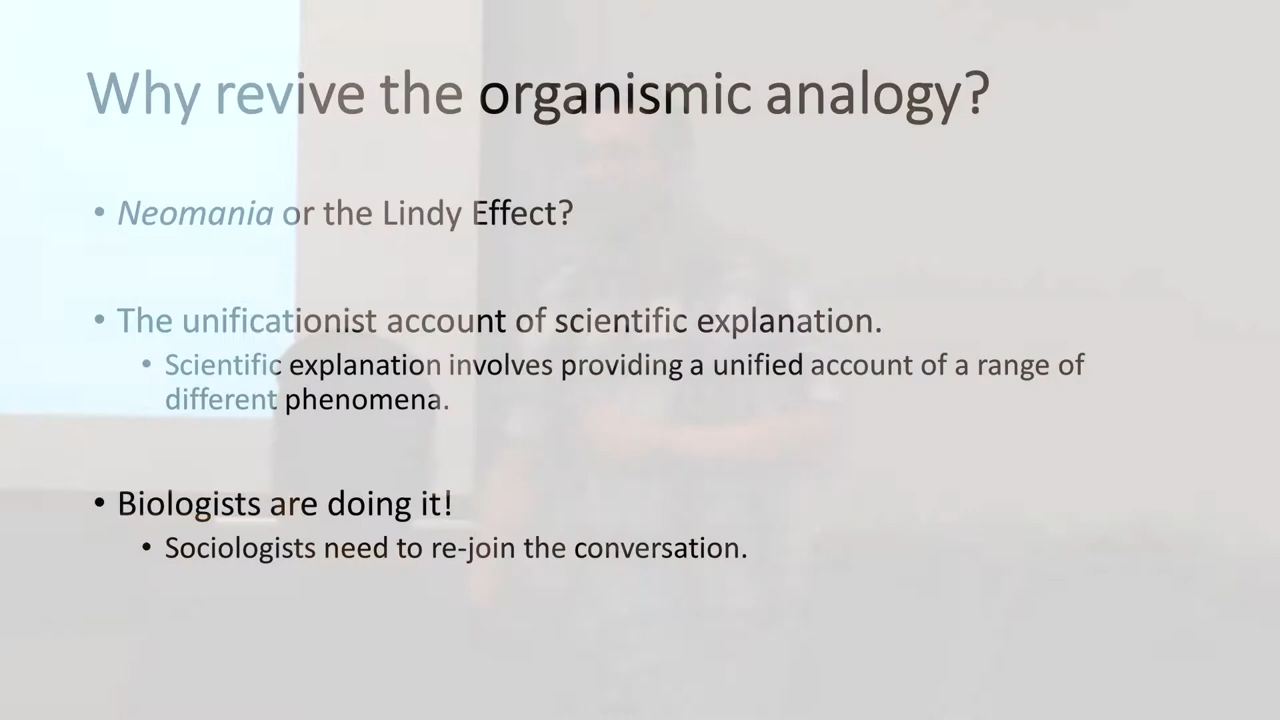 Why revive the organismic analogy?
• Neomania or the Lindy Effect?
• The unificationist account of scientific explanation.
• Scientific explanation involves providing a unified account of a range of
different phenomena.
• Biologists are doing it!
• Sociologists need to re-join the conversation.